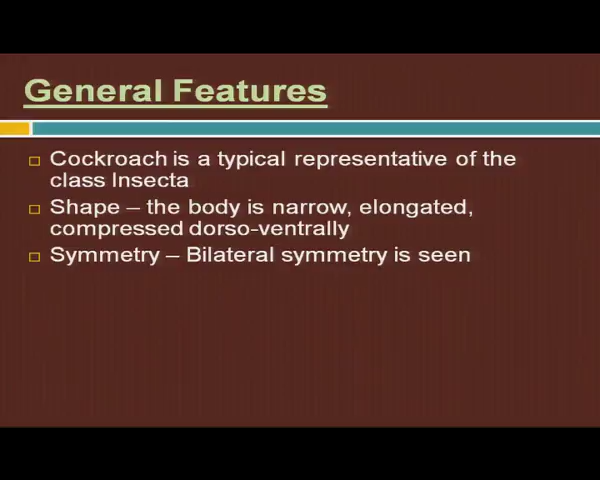 General Features
Cockroach is a typical representative of the
class Insecta
Shape – the body is narrow, elongated,
compressed dorso-ventrally
Symmetry – Bilateral symmetry is seen